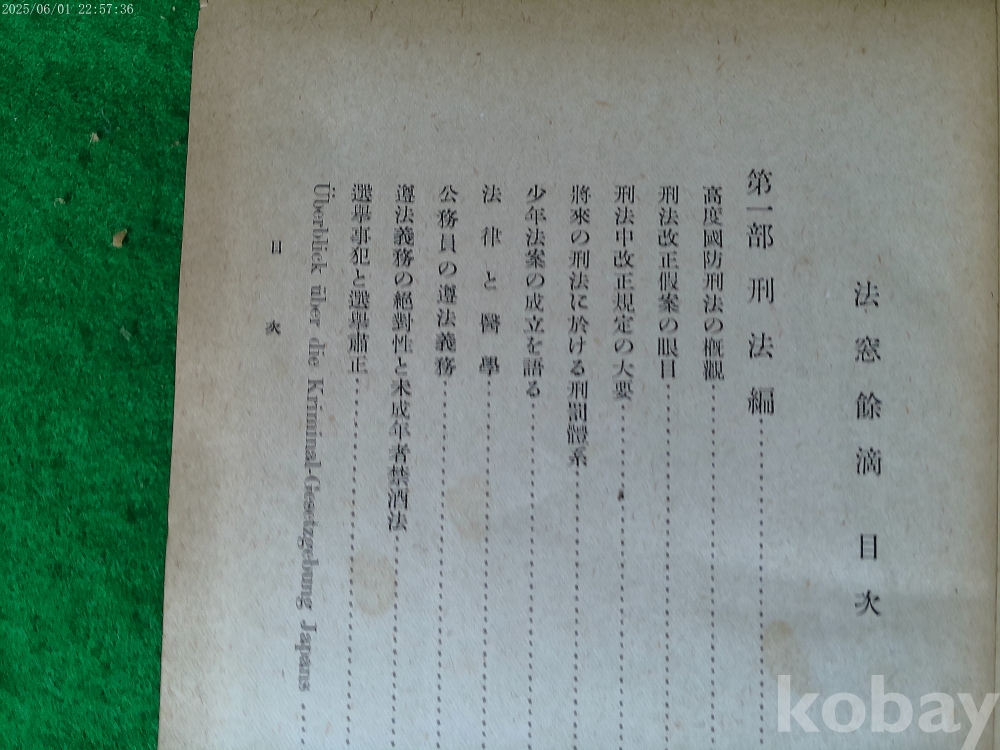 2025/06/01 22:57:36
法窓餘滴 目次
第一部 刑法編
高度國防刑法の概觀
刑法改正假案の眼目
刑法中改正規定の大要
將來の刑法に於ける刑罰體系
少年法案の成立を語る
法律と醫學
公務員の遵法義務
遵法義務の絕對性と未成年者禁酒法
選擧事犯と選擧肅正
Überblick über die Kriminal-Gesetzgebung Japans
目次
kobay